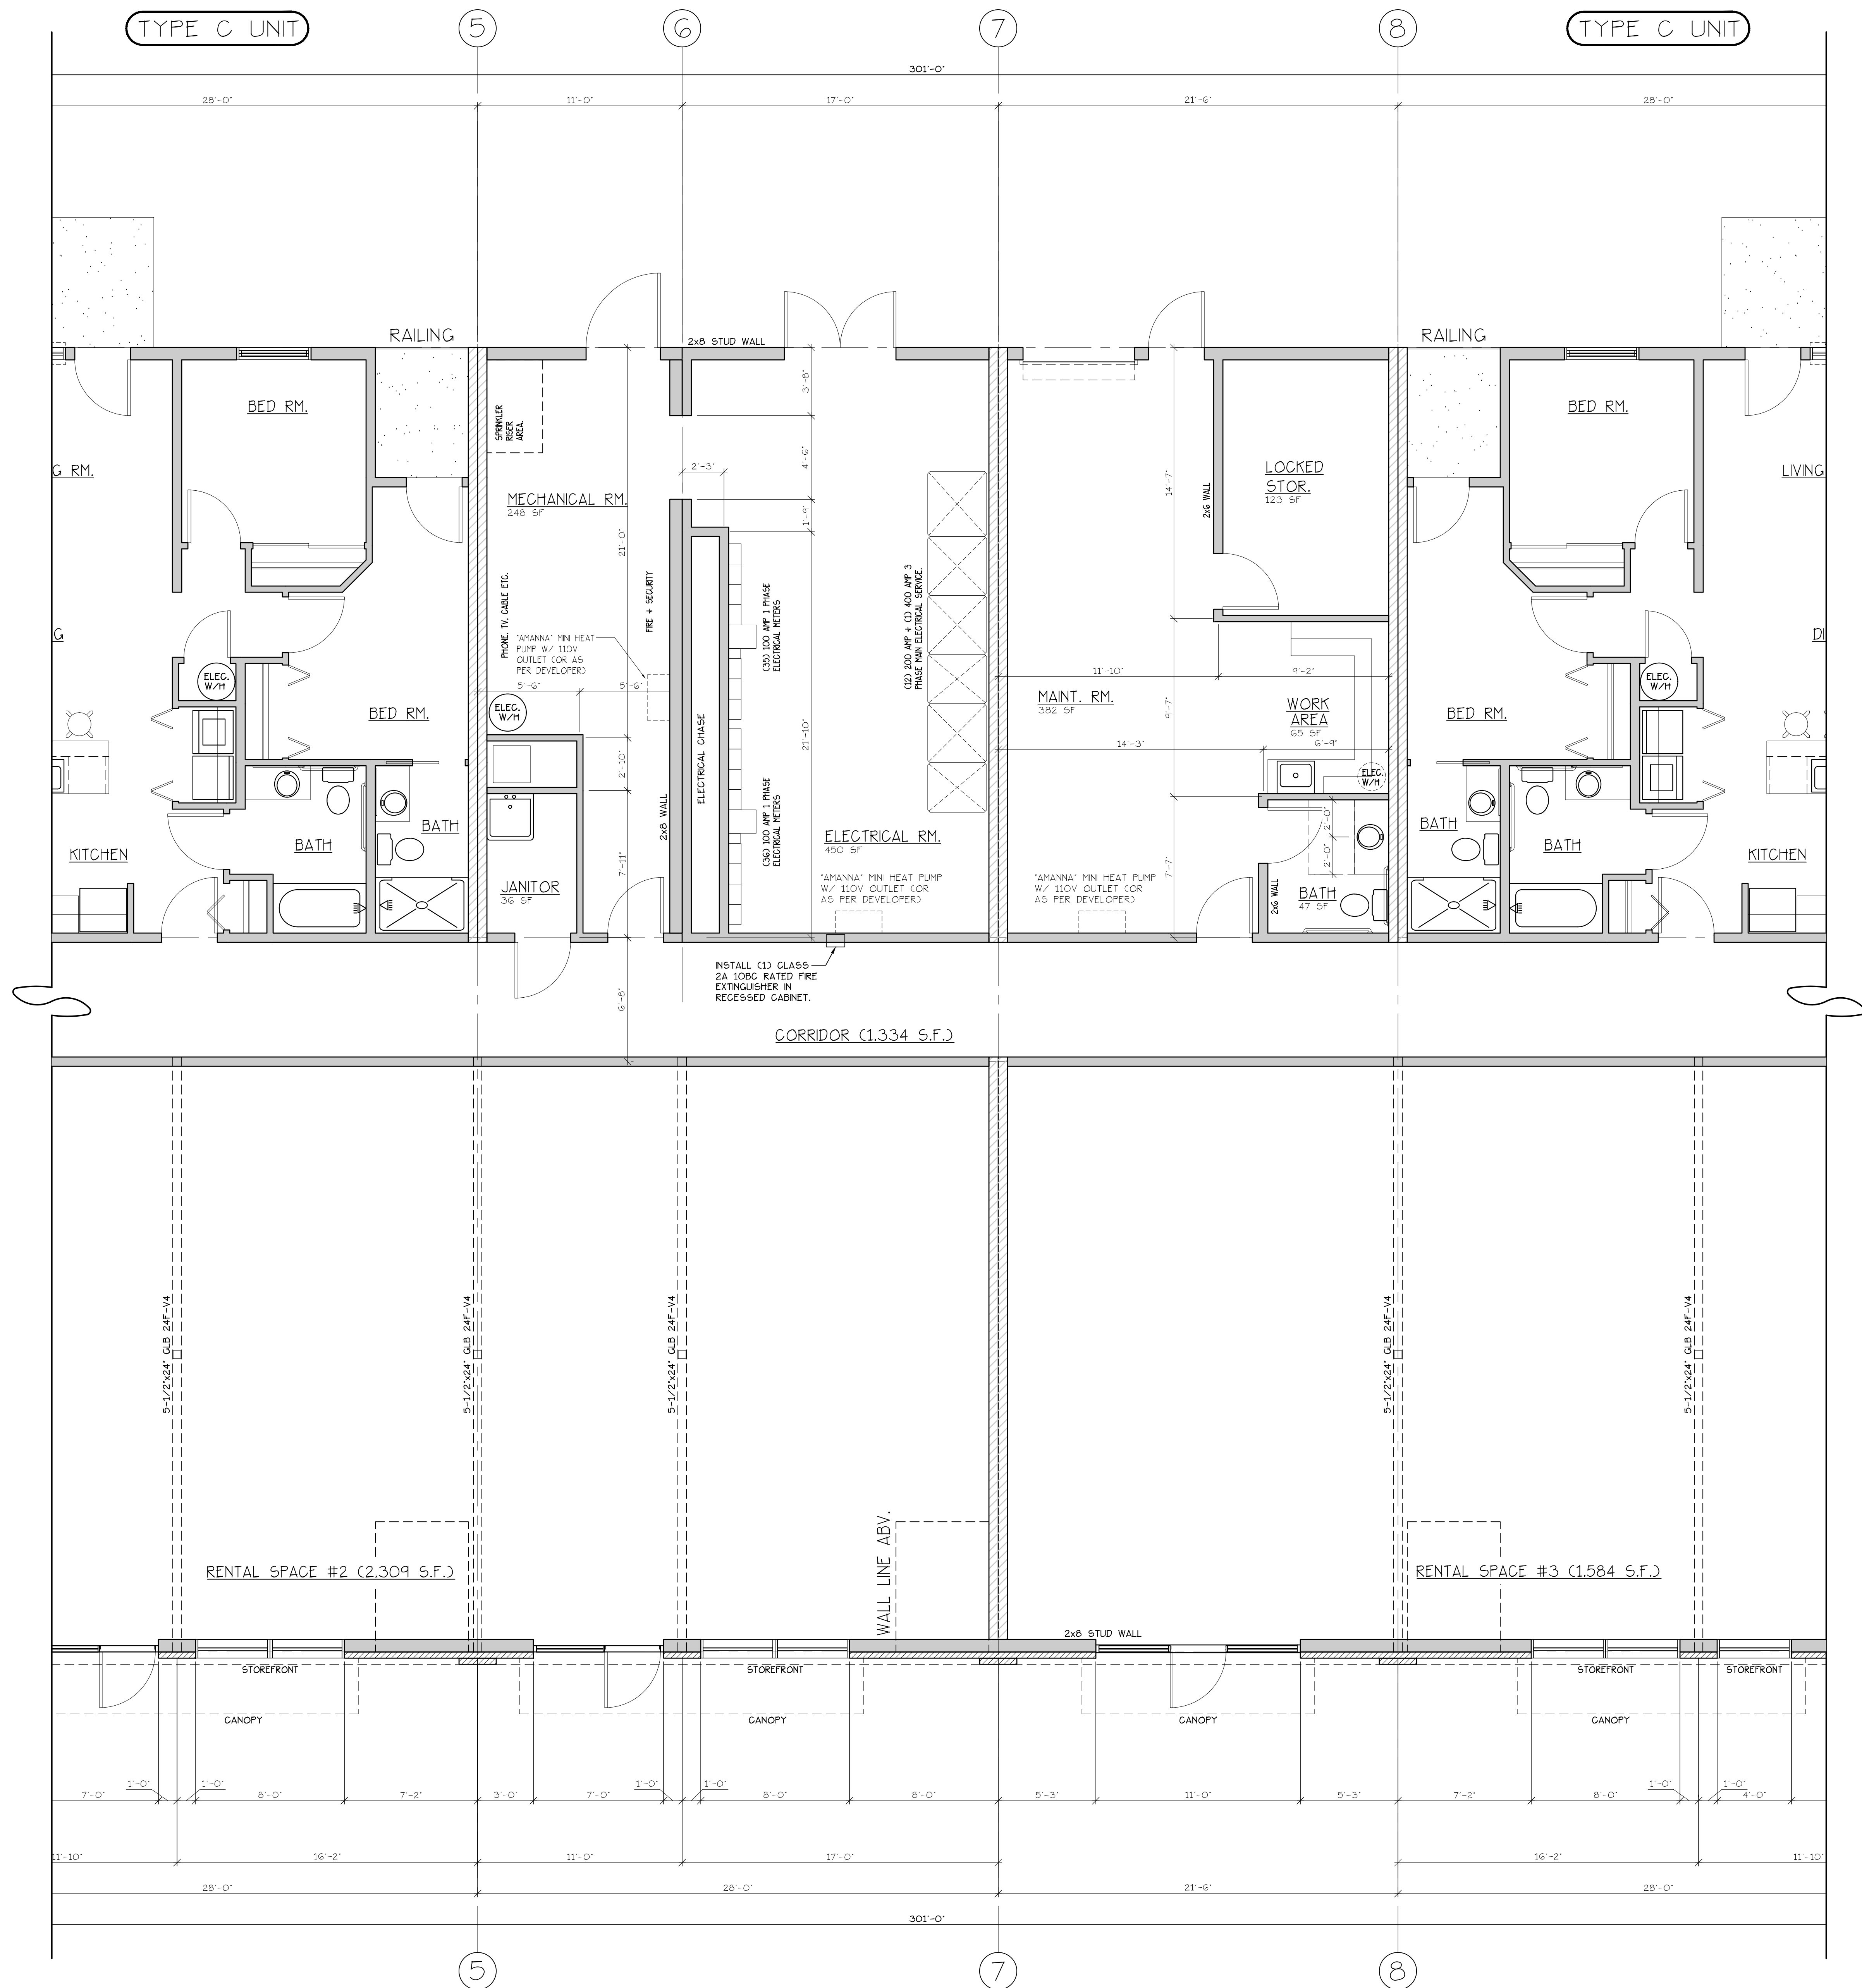 TYPE C UNIT
5
6
7
8
TYPE C UNIT
301'-0"
28'-0"
11'-0"
17'-0"
21'-6"
28'-0"
RAILING
RAILING
2x8 STUD WALL
BED RM.
SPRINKLER
RISER
AREA.
3'-8"
BED RM.
G RM.
2'-3"
4'-6"
LOCKED
STOR.
123 SF
LIVING
MECHANICAL RM.
248 SF
14'-7"
2x6 WALL
1'-9"
21'-0"
PHONE, TV, CABLE ETC.
FIRE + SECURITY
(35) 100 AMP 1 PHASE
ELECTRICAL METERS
(12) 200 AMP + (1) 400 AMP 3
PHASE MAIN ELECTRICAL SERVICE.
G
DI
"AMANNA" MINI HEAT
PUMP W/ 110V
OUTLET (OR AS
PER DEVELOPER)
ELEC.
W/H
5'-6"
5'-6"
11'-10"
9'-2"
ELEC.
W/H
BED RM.
ELEC.
W/H
MAINT. RM.
382 SF
WORK
AREA
65 SF
9'-7"
BED RM.
ELECTRICAL CHASE
21'-10"
14'-3"
6'-9"
2'-10"
ELEC.
W/H
2x8 WALL
(36) 100 AMP 1 PHASE
ELECTRICAL METERS
ELECTRICAL RM.
450 SF
2'-0"
2'-0"
KITCHEN
BATH
BATH
7'-11"
7'-7"
BATH
BATH
KITCHEN
JANITOR
36 SF
"AMANNA" MINI HEAT PUMP
W/ 110V OUTLET (OR
AS PER DEVELOPER)
"AMANNA" MINI HEAT PUMP
W/ 110V OUTLET (OR
AS PER DEVELOPER)
2x6 WALL
BATH
47 SF
INSTALL (1) CLASS
2A 10BC RATED FIRE
EXTINGUISHER IN
RECESSED CABINET.
6'-8"
CORRIDOR (1,334 S.F.)
5-1/2"x24" GLB 24F-V4
5-1/2"x24" GLB 24F-V4
5-1/2"x24" GLB 24F-V4
5-1/2"x24" GLB 24F-V4
5-1/2"x24" GLB 24F-V4
WALL LINE ABV.
RENTAL SPACE #2 (2,309 S.F.)
RENTAL SPACE #3 (1,584 S.F.)
2x8 STUD WALL
STOREFRONT
STOREFRONT
STOREFRONT
STOREFRONT
CANOPY
CANOPY
CANOPY
CANOPY
7'-0"
1'-0"
1'-0"
8'-0"
7'-2"
3'-0"
7'-0"
1'-0"
1'-0"
8'-0"
8'-0"
5'-3"
11'-0"
5'-3"
7'-2"
8'-0"
1'-0"
1'-0"
4'-0"
11'-10"
16'-2"
11'-0"
17'-0"
16'-2"
11'-10"
28'-0"
28'-0"
21'-6"
28'-0"
301'-0"
5
7
8